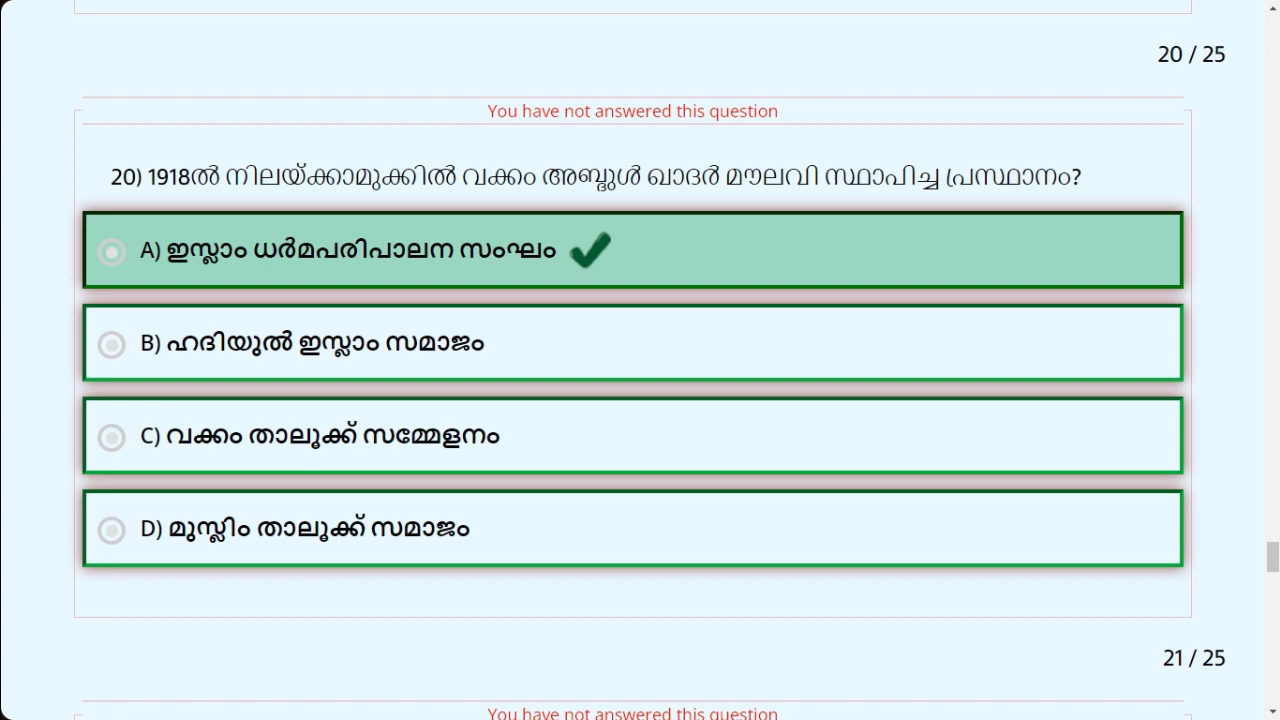 20 / 25
You have not answered this question
20) 1918ൽ നിലയ്ക്കാമുക്കിൽ വക്കം അബ്ദുൾ ഖാദർ മൗലവി സ്ഥാപിച്ച പ്രസ്ഥാനം?
A) ഇസ്ലാം ധർമപരിപാലന സംഘം
B) ഹദിയുൽ ഇസ്ലാം സമാജം
C) വക്കം താലൂക്ക് സമ്മേളനം
D) മുസ്ലിം താലൂക്ക് സമാജം
21 / 25
You have not answered this question